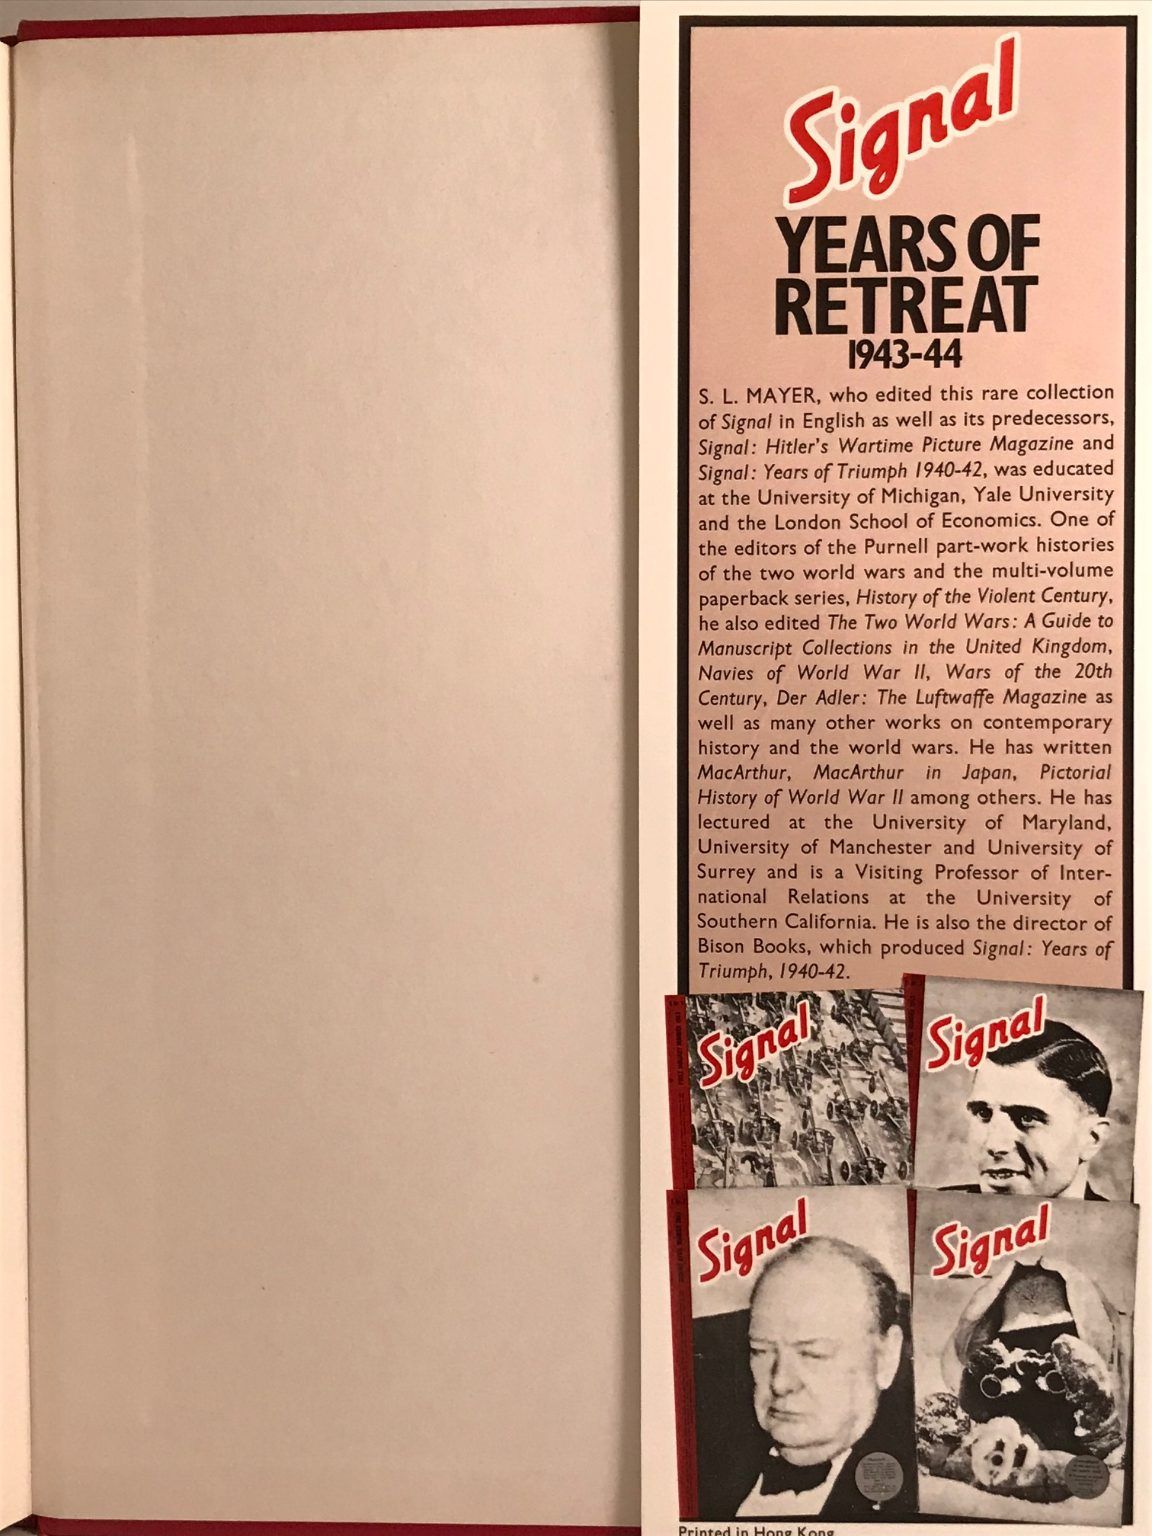 Signal
YEARS OF
RETREAT
1943-44
S. L. MAYER, who edited this rare collection
of Signal in English as well as its predecessors,
Signal: Hitler's Wartime Picture Magazine and
Signal: Years of Triumph 1940-42, was educated
at the University of Michigan, Yale University
and the London School of Economics. One of
the editors of the Purnell part-work histories
of the two world wars and the multi-volume
paperback series, History of the Violent Century,
he also edited The Two World Wars: A Guide to
Manuscript Collections in the United Kingdom,
Navies of World War II, Wars of the 20th
Century, Der Adler: The Luftwaffe Magazine as
well as many other works on contemporary
history and the world wars. He has written
MacArthur, MacArthur in Japan, Pictorial
History of World War II among others. He has
lectured at the University of Maryland,
University of Manchester and University of
Surrey and is a Visiting Professor of Inter-
national Relations at the University of
Southern California. He is also the director of
Bison Books, which produced Signal: Years of
Triumph, 1940-42.
Signal
Signal
Signal
Signal
Printed in Hong Kong